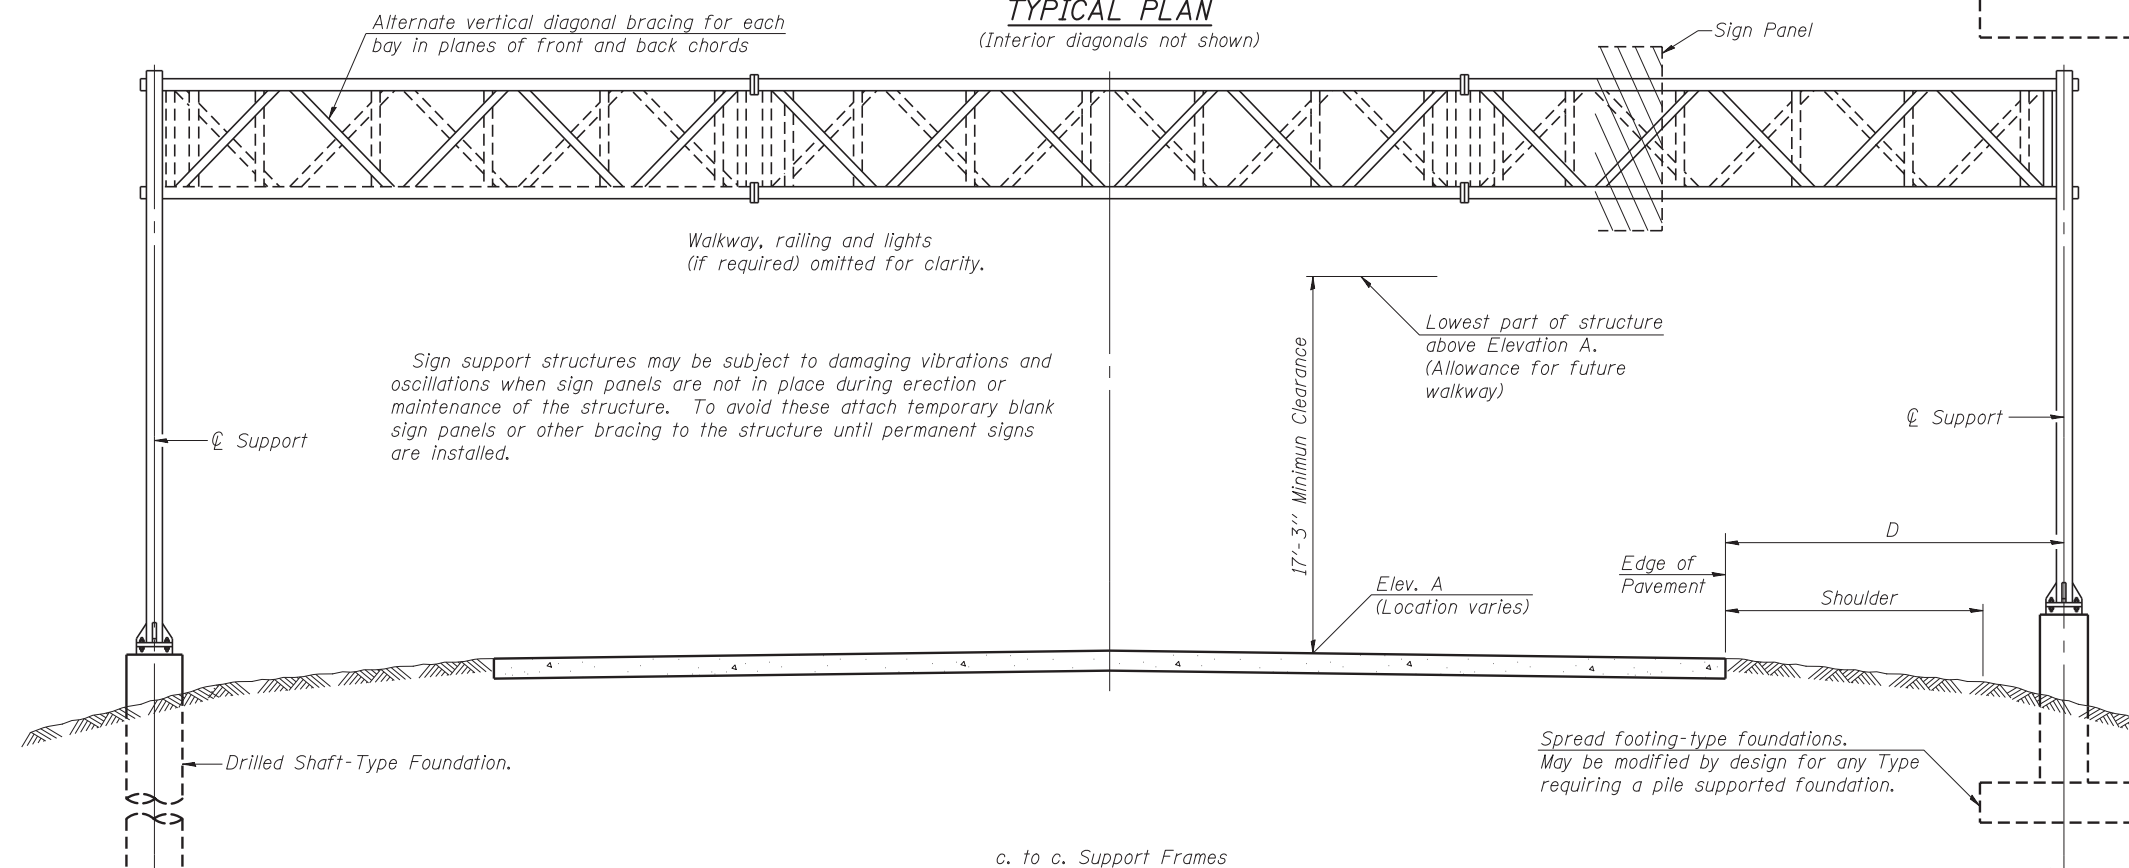 TYPICAL PLAN
(Interior diagonals not shown)
Alternate vertical diagonal bracing for each
bay in planes of front and back chords
Sign Panel
Walkway, railing and lights
(if required) omitted for clarity.
Lowest part of structure
above Elevation A.
(Allowance for future
walkway)
17'-3" Minimun Clearance
Sign support structures may be subject to damaging vibrations and
oscillations when sign panels are not in place during erection or
maintenance of the structure. To avoid these attach temporary blank
sign panels or other bracing to the structure until permanent signs
are installed.
℄ Support
℄ Support
D
Edge of
Pavement
Shoulder
Elev. A
(Location varies)
Drilled Shaft-Type Foundation.
Spread footing-type foundations.
May be modified by design for any Type
requiring a pile supported foundation.
c. to c. Support Frames